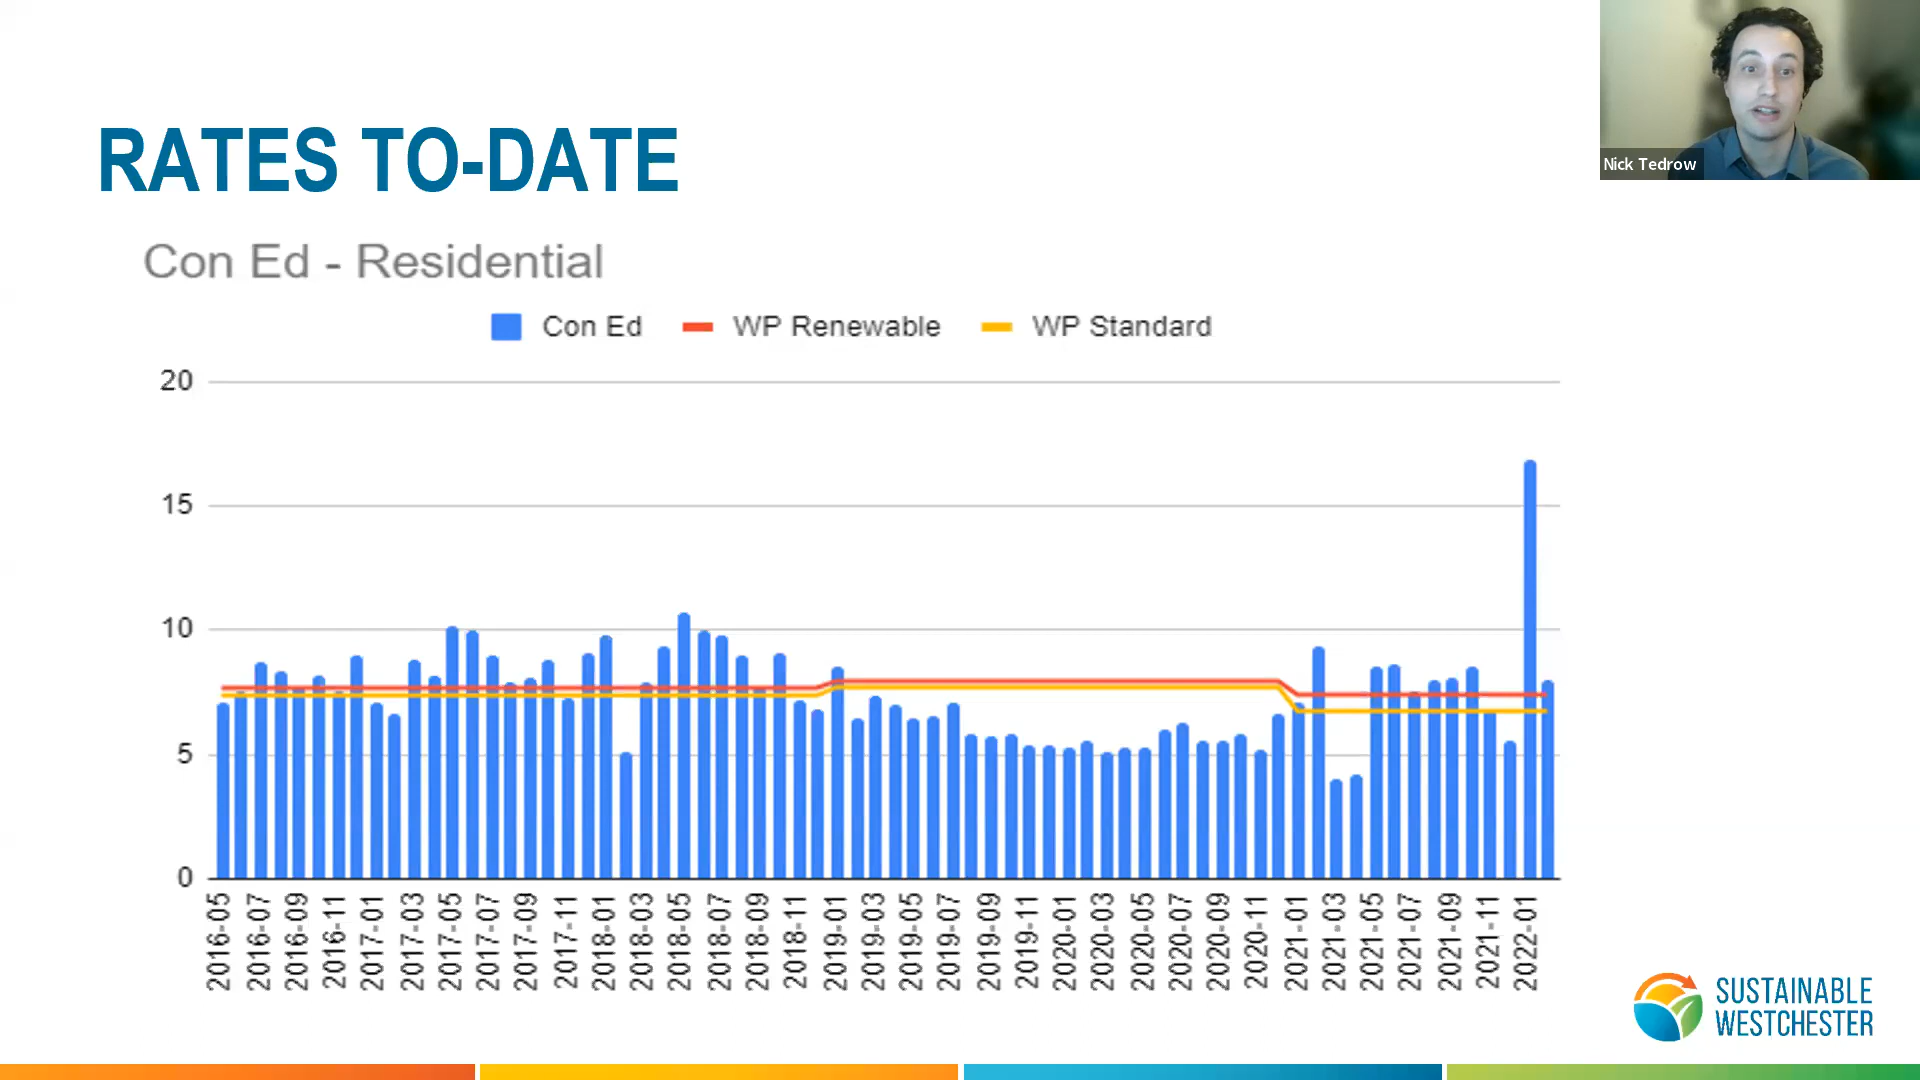 Nick Tedrow
RATES TO-DATE
Con Ed - Residential
Con Ed WP Renewable WP Standard
20
15
10
5
0
2016-05 2016-07 2016-09 2016-11 2017-01 2017-03 2017-05 2017-07 2017-09 2017-11 2018-01 2018-03 2018-05 2018-07 2018-09 2018-11 2019-01 2019-03 2019-05 2019-07 2019-09 2019-11 2020-01 2020-03 2020-05 2020-07 2020-09 2020-11 2021-01 2021-03 2021-05 2021-07 2021-09 2021-11 2022-01
SUSTAINABLE
WESTCHESTER